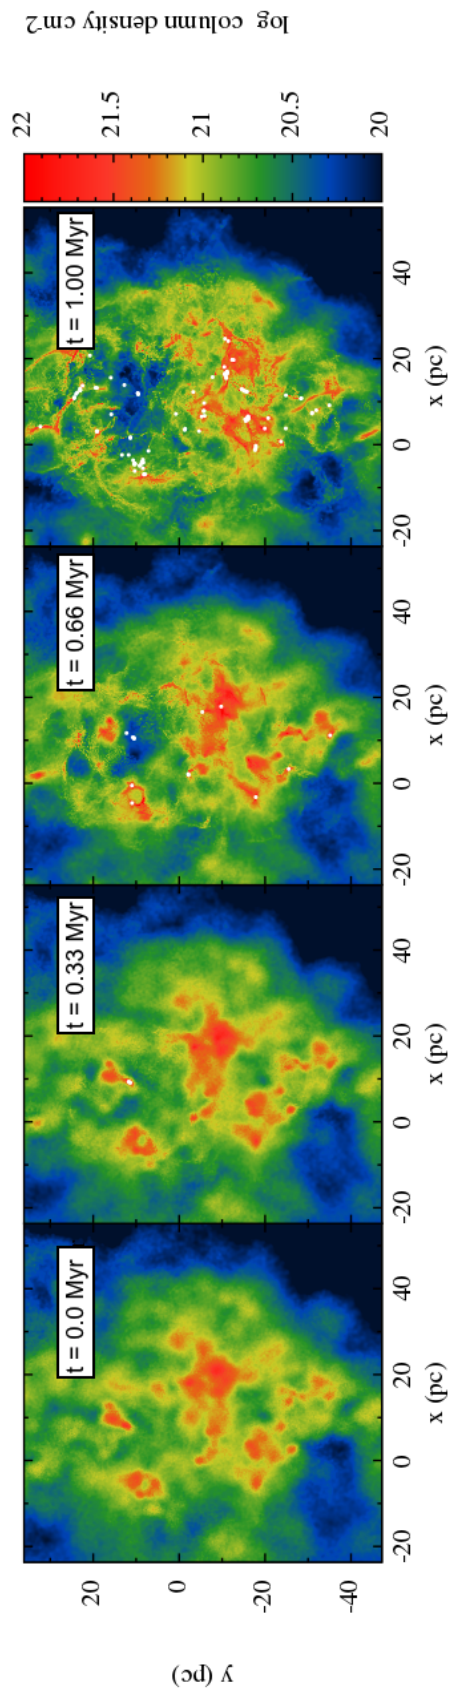 y (pc)
20
0
-20
-40
t = 0.0 Myr
t = 0.33 Myr
t = 0.66 Myr
t = 1.00 Myr
-20 0 20 40
-20 0 20 40
-20 0 20 40
-20 0 20 40
x (pc)
x (pc)
x (pc)
x (pc)
22
21.5
21
20.5
20
log column density cm-2